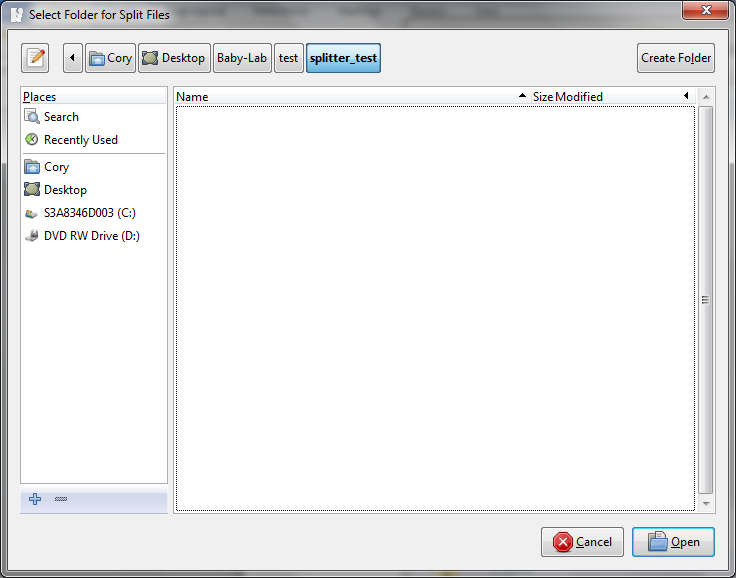 Select Folder for Split Files
Cory Desktop Baby-Lab test splitter_test Create Folder
Places
Search
Recently Used
Cory
Desktop
S3A8346D003 (C:)
DVD RW Drive (D:)
Name Size Modified
Cancel Open